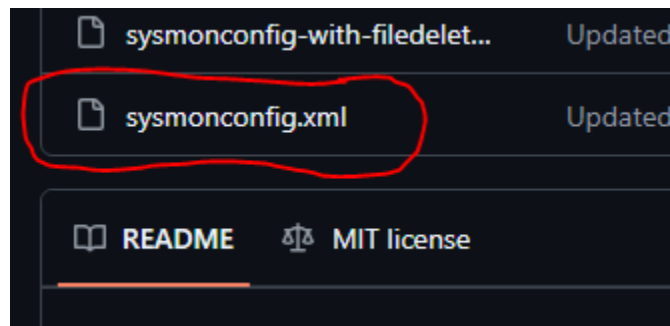 sysmonconfig-with-filedelet... Updated
sysmonconfig.xml Updated
README MIT license